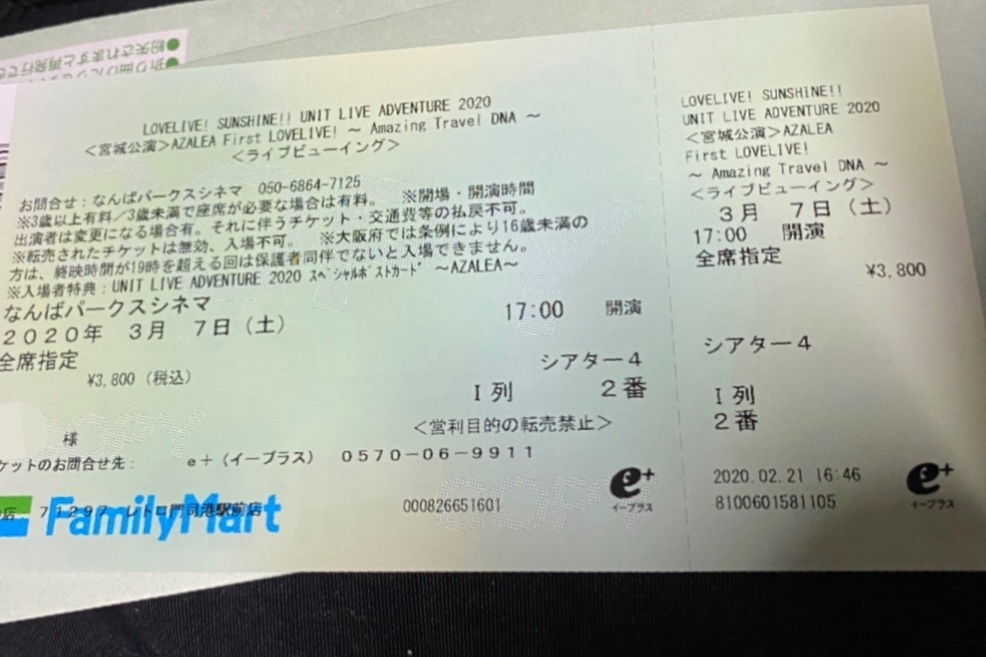 LOVELIVE! SUNSHINE!! UNIT LIVE ADVENTURE 2020
<宮城公演>AZALEA First LOVELIVE! ~ Amazing Travel DNA ~
<ライブビューイング>
お問合せ:なんばパークスシネマ 050-6864-7125
※3歳以上有料/3歳未満で座席が必要な場合は有料。 ※開場・開演時間
出演者は変更になる場合有。それに伴うチケット・交通費等の払戻不可。
※転売されたチケットは無効、入場不可。 ※大阪府では条例により16歳未満の
方は、終映時間が19時を超える回は保護者同伴でないと入場できません。
※入場者特典:UNIT LIVE ADVENTURE 2020 スペシャルポストカード ~AZALEA~
なんばパークスシネマ
2020年 3月 7日(土) 17:00 開演
全席指定
¥3,800(税込)
シアター4
I列 2番
<営利目的の転売禁止>
様
ケットのお問合せ先: e+(イープラス) 0570-06-9911
店 71297 レトロ門司港駅前店
FamilyMart
000826651601
e+
イープラス
LOVELIVE! SUNSHINE!!
UNIT LIVE ADVENTURE 2020
<宮城公演>AZALEA
First LOVELIVE!
~ Amazing Travel DNA ~
<ライブビューイング>
3月 7日(土)
17:00 開演
全席指定
¥3,800
シアター4
I列
2番
2020.02.21 16:46
8100601581105
e+
イープラス